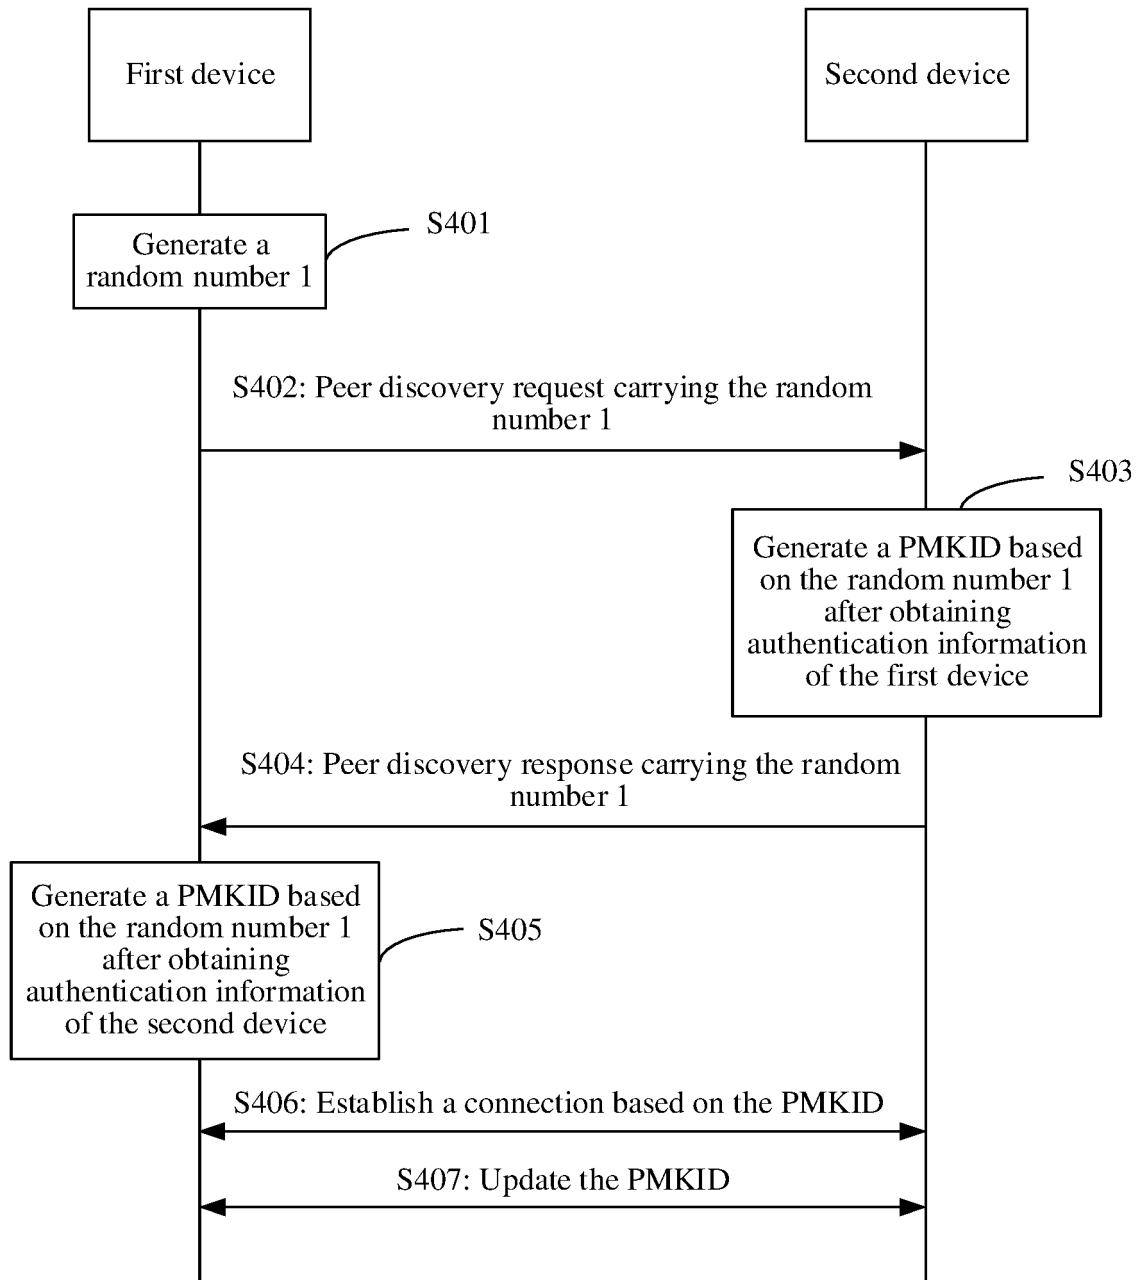 First device
Second device
Generate a
random number 1
S401
S402: Peer discovery request carrying the random
number 1
S403
Generate a PMKID based
on the random number 1
after obtaining
authentication information
of the first device
S404: Peer discovery response carrying the random
number 1
Generate a PMKID based
on the random number 1
after obtaining
authentication information
of the second device
S405
S406: Establish a connection based on the PMKID
S407: Update the PMKID